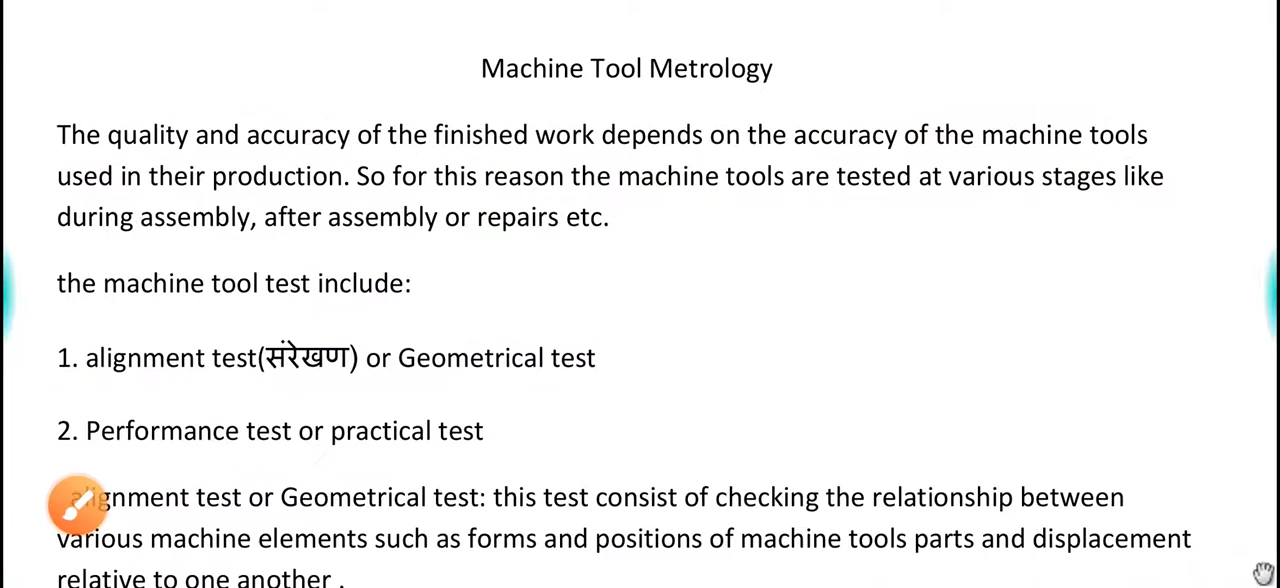 Machine Tool Metrology
The quality and accuracy of the finished work depends on the accuracy of the machine tools
used in their production. So for this reason the machine tools are tested at various stages like
during assembly, after assembly or repairs etc.
the machine tool test include:
1. alignment test(संरेखण) or Geometrical test
2. Performance test or practical test
alignment test or Geometrical test: this test consist of checking the relationship between
various machine elements such as forms and positions of machine tools parts and displacement
relative to one another .